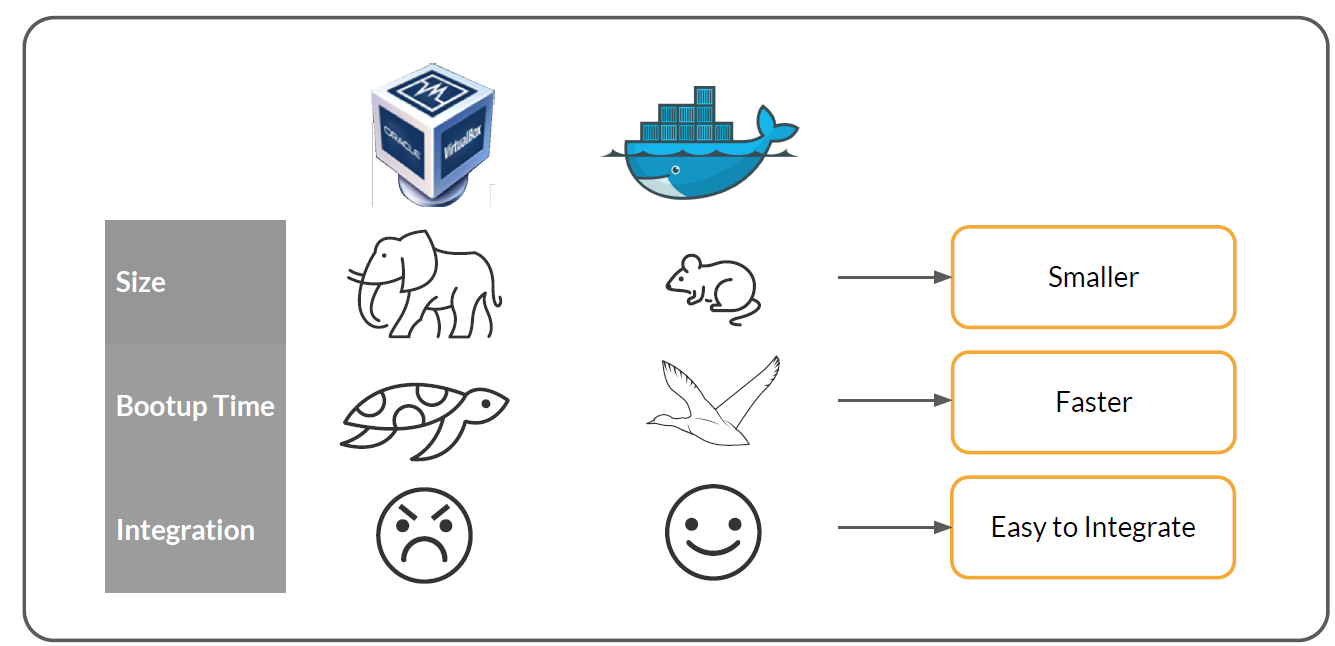 ORACLE
VirtualBox
Size
Smaller
Bootup Time
Faster
Integration
Easy to Integrate